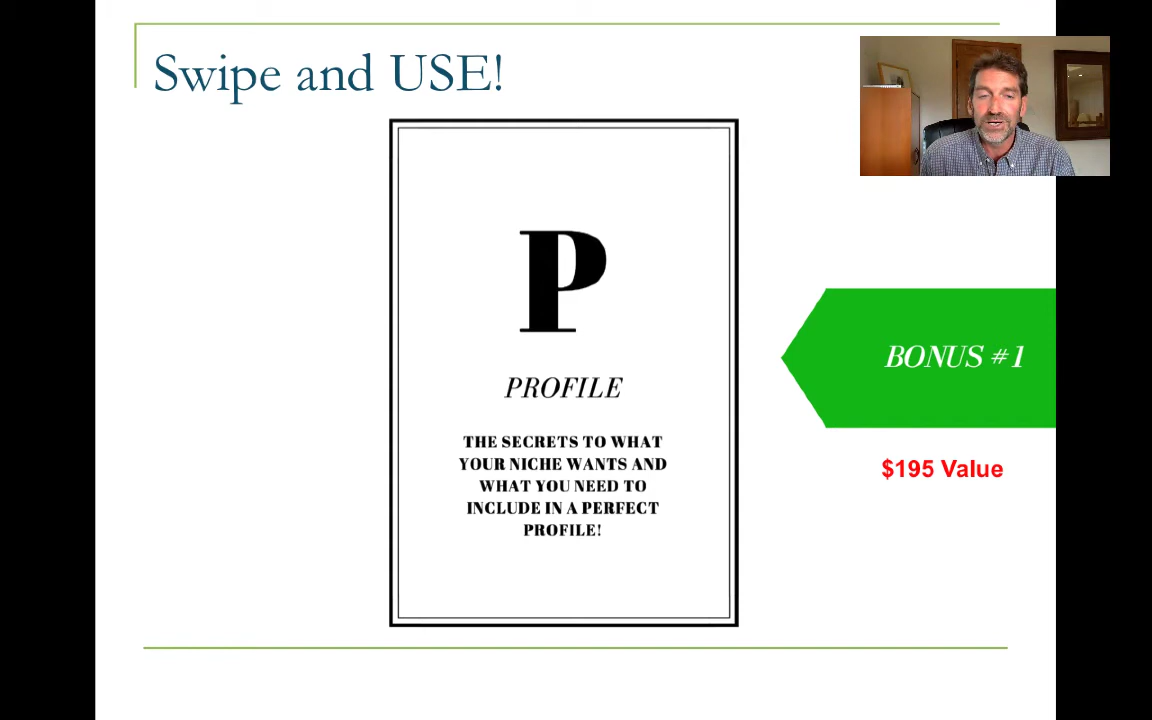 Swipe and USE!
P
PROFILE
THE SECRETS TO WHAT
YOUR NICHE WANTS AND
WHAT YOU NEED TO
INCLUDE IN A PERFECT
PROFILE!
BONUS #1
$195 Value